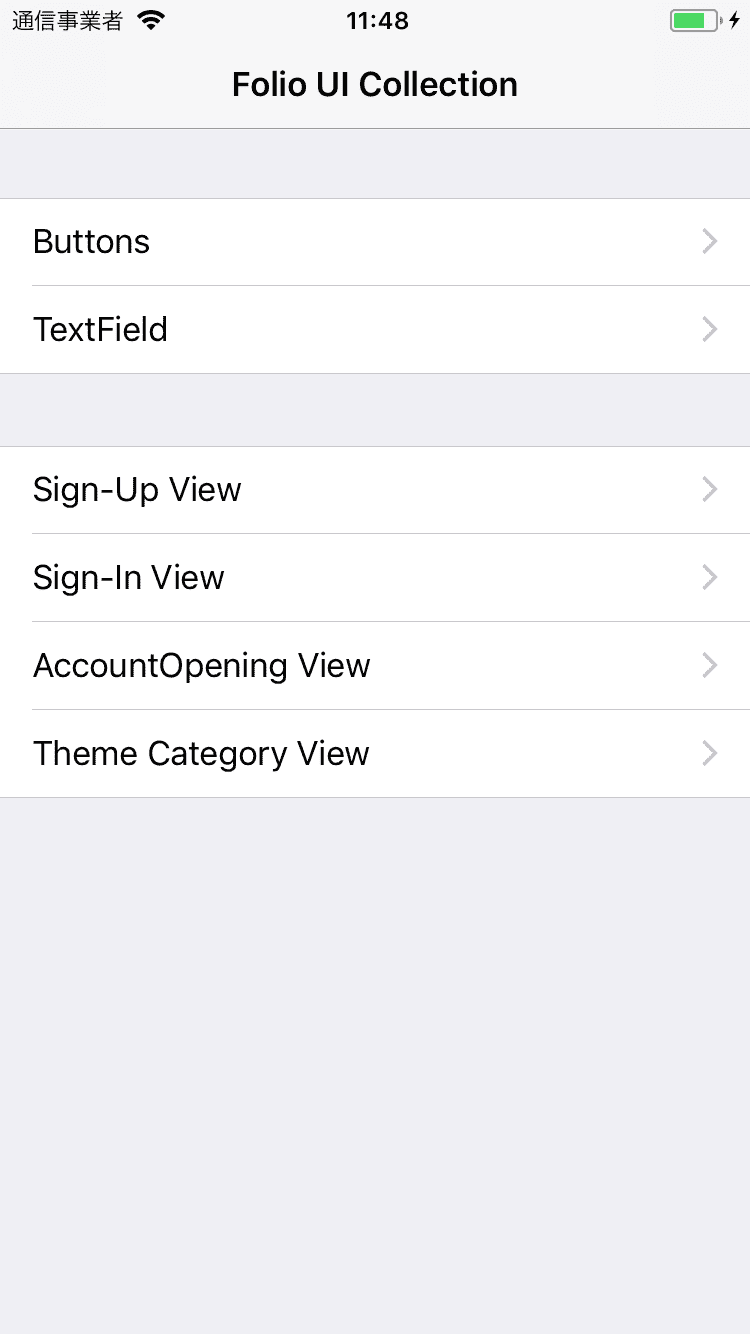 通信事業者 11:48
Folio UI Collection
Buttons
TextField
Sign-Up View
Sign-In View
AccountOpening View
Theme Category View